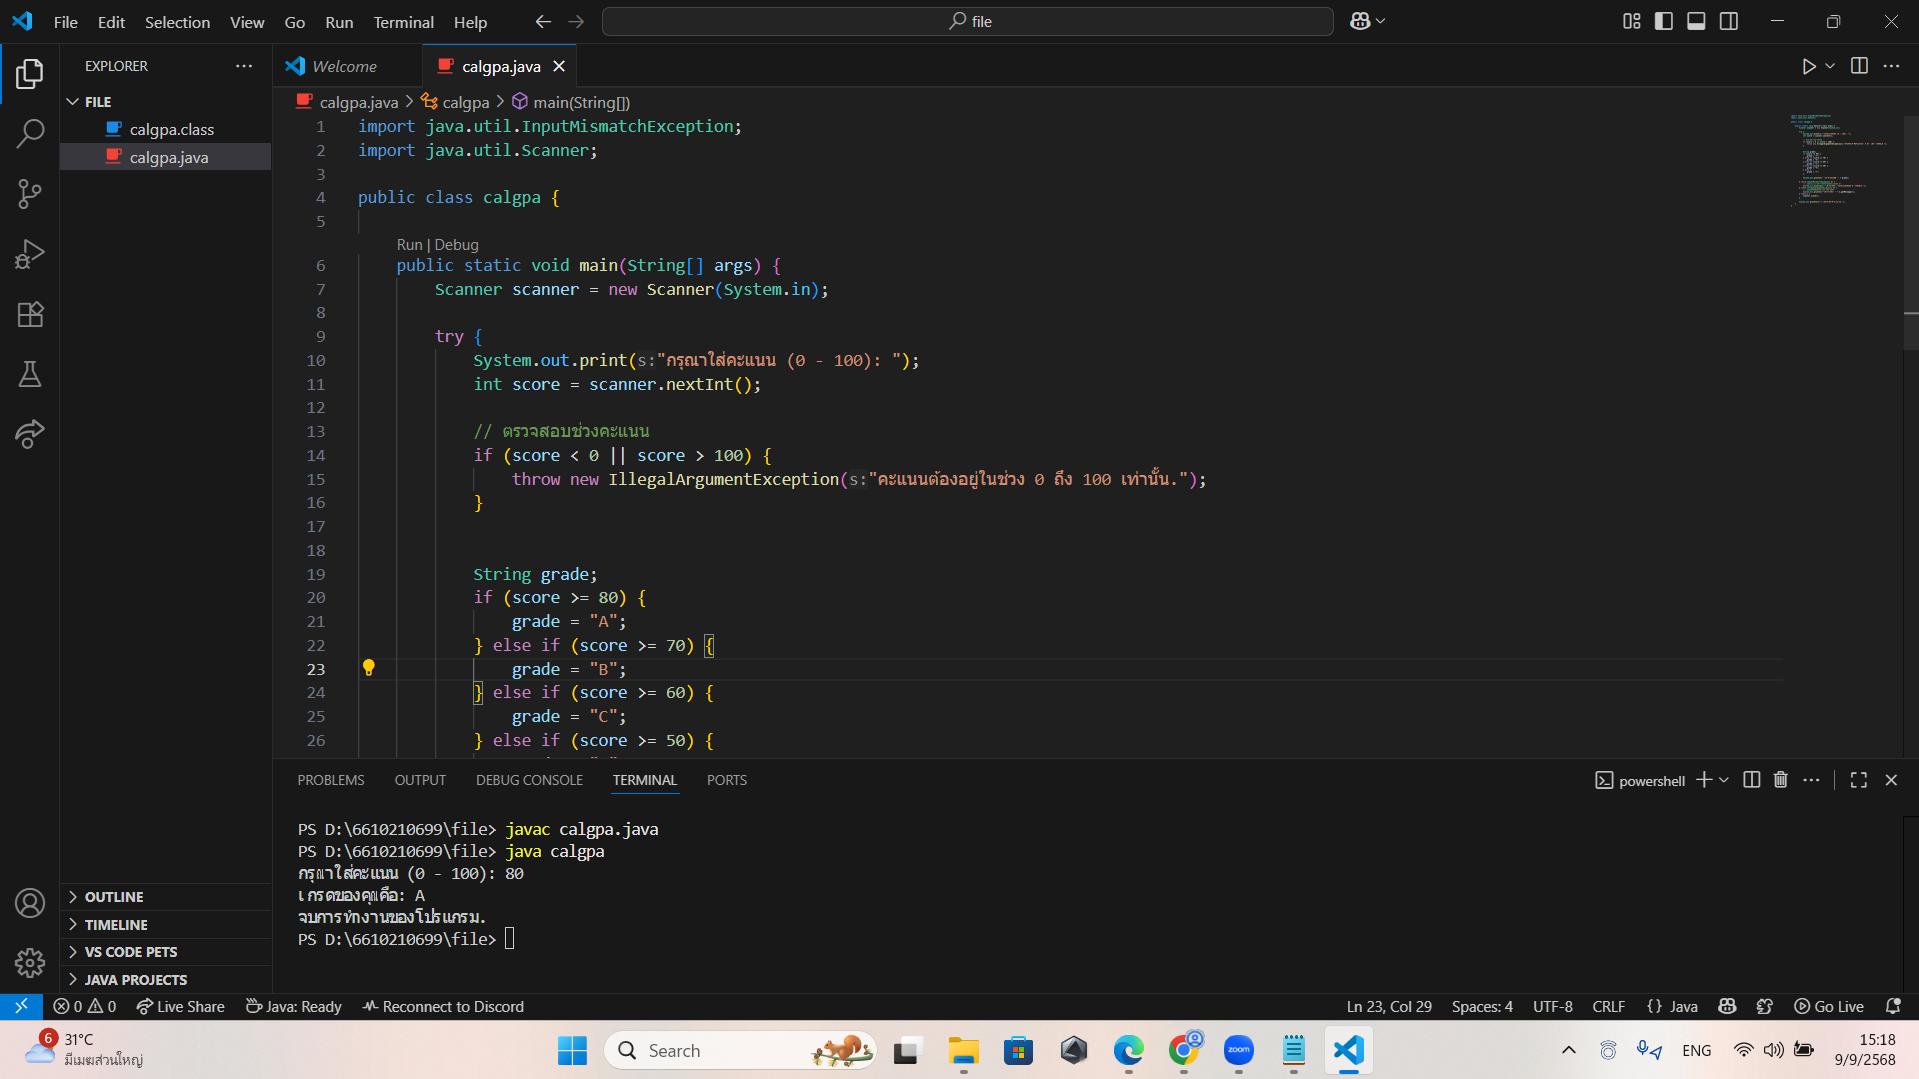 File Edit Selection View Go Run Terminal Help
file
EXPLORER
FILE
calgpa.class
calgpa.java
OUTLINE
TIMELINE
VS CODE PETS
JAVA PROJECTS
Welcome
calgpa.java
calgpa.java > calgpa > main(String[])
1 import java.util.InputMismatchException;
2 import java.util.Scanner;
3
4 public class calgpa {
5
Run | Debug
6 public static void main(String[] args) {
7 Scanner scanner = new Scanner(System.in);
8
9 try {
10 System.out.print(s:"กรุณาใส่คะแนน (0 - 100): ");
11 int score = scanner.nextInt();
12
13 // ตรวจสอบช่วงคะแนน
14 if (score < 0 || score > 100) {
15 throw new IllegalArgumentException(s:"คะแนนต้องอยู่ในช่วง 0 ถึง 100 เท่านั้น.");
16 }
17
18
19 String grade;
20 if (score >= 80) {
21 grade = "A";
22 } else if (score >= 70) {
23 grade = "B";
24 } else if (score >= 60) {
25 grade = "C";
26 } else if (score >= 50) {
PROBLEMS OUTPUT DEBUG CONSOLE TERMINAL PORTS
powershell
PS D:\6610210699\file> javac calgpa.java
PS D:\6610210699\file> java calgpa
กรุณาใส่คะแนน (0 - 100): 80
เกรดของคุณคือ: A
จบการทำงานของโปรแกรม.
PS D:\6610210699\file>
0 0 Live Share Java: Ready Reconnect to Discord
Ln 23, Col 29 Spaces: 4 UTF-8 CRLF {} Java Go Live
6
31°C
มีเมฆส่วนใหญ่
Search
zoom
ENG
15:18
9/9/2568